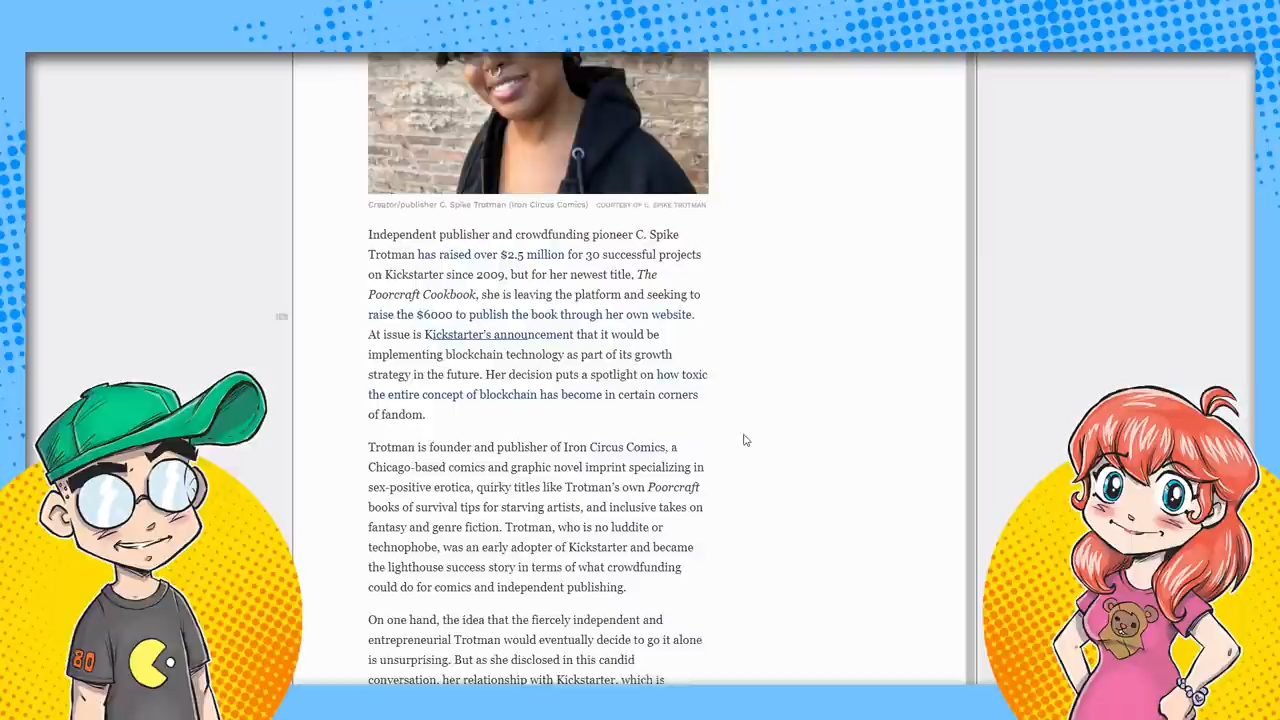 Creator/publisher C. Spike Trotman (Iron Circus Comics) COURTESY OF C. SPIKE TROTMAN
Independent publisher and crowdfunding pioneer C. Spike
Trotman has raised over $2.5 million for 30 successful projects
on Kickstarter since 2009, but for her newest title, The
Poorcraft Cookbook, she is leaving the platform and seeking to
raise the $6000 to publish the book through her own website.
At issue is Kickstarter's announcement that it would be
implementing blockchain technology as part of its growth
strategy in the future. Her decision puts a spotlight on how toxic
the entire concept of blockchain has become in certain corners
of fandom.
Trotman is founder and publisher of Iron Circus Comics, a
Chicago-based comics and graphic novel imprint specializing in
sex-positive erotica, quirky titles like Trotman's own Poorcraft
books of survival tips for starving artists, and inclusive takes on
fantasy and genre fiction. Trotman, who is no luddite or
technophobe, was an early adopter of Kickstarter and became
the lighthouse success story in terms of what crowdfunding
could do for comics and independent publishing.
On one hand, the idea that the fiercely independent and
entrepreneurial Trotman would eventually decide to go it alone
is unsurprising. But as she disclosed in this candid
conversation, her relationship with Kickstarter, which is
'80